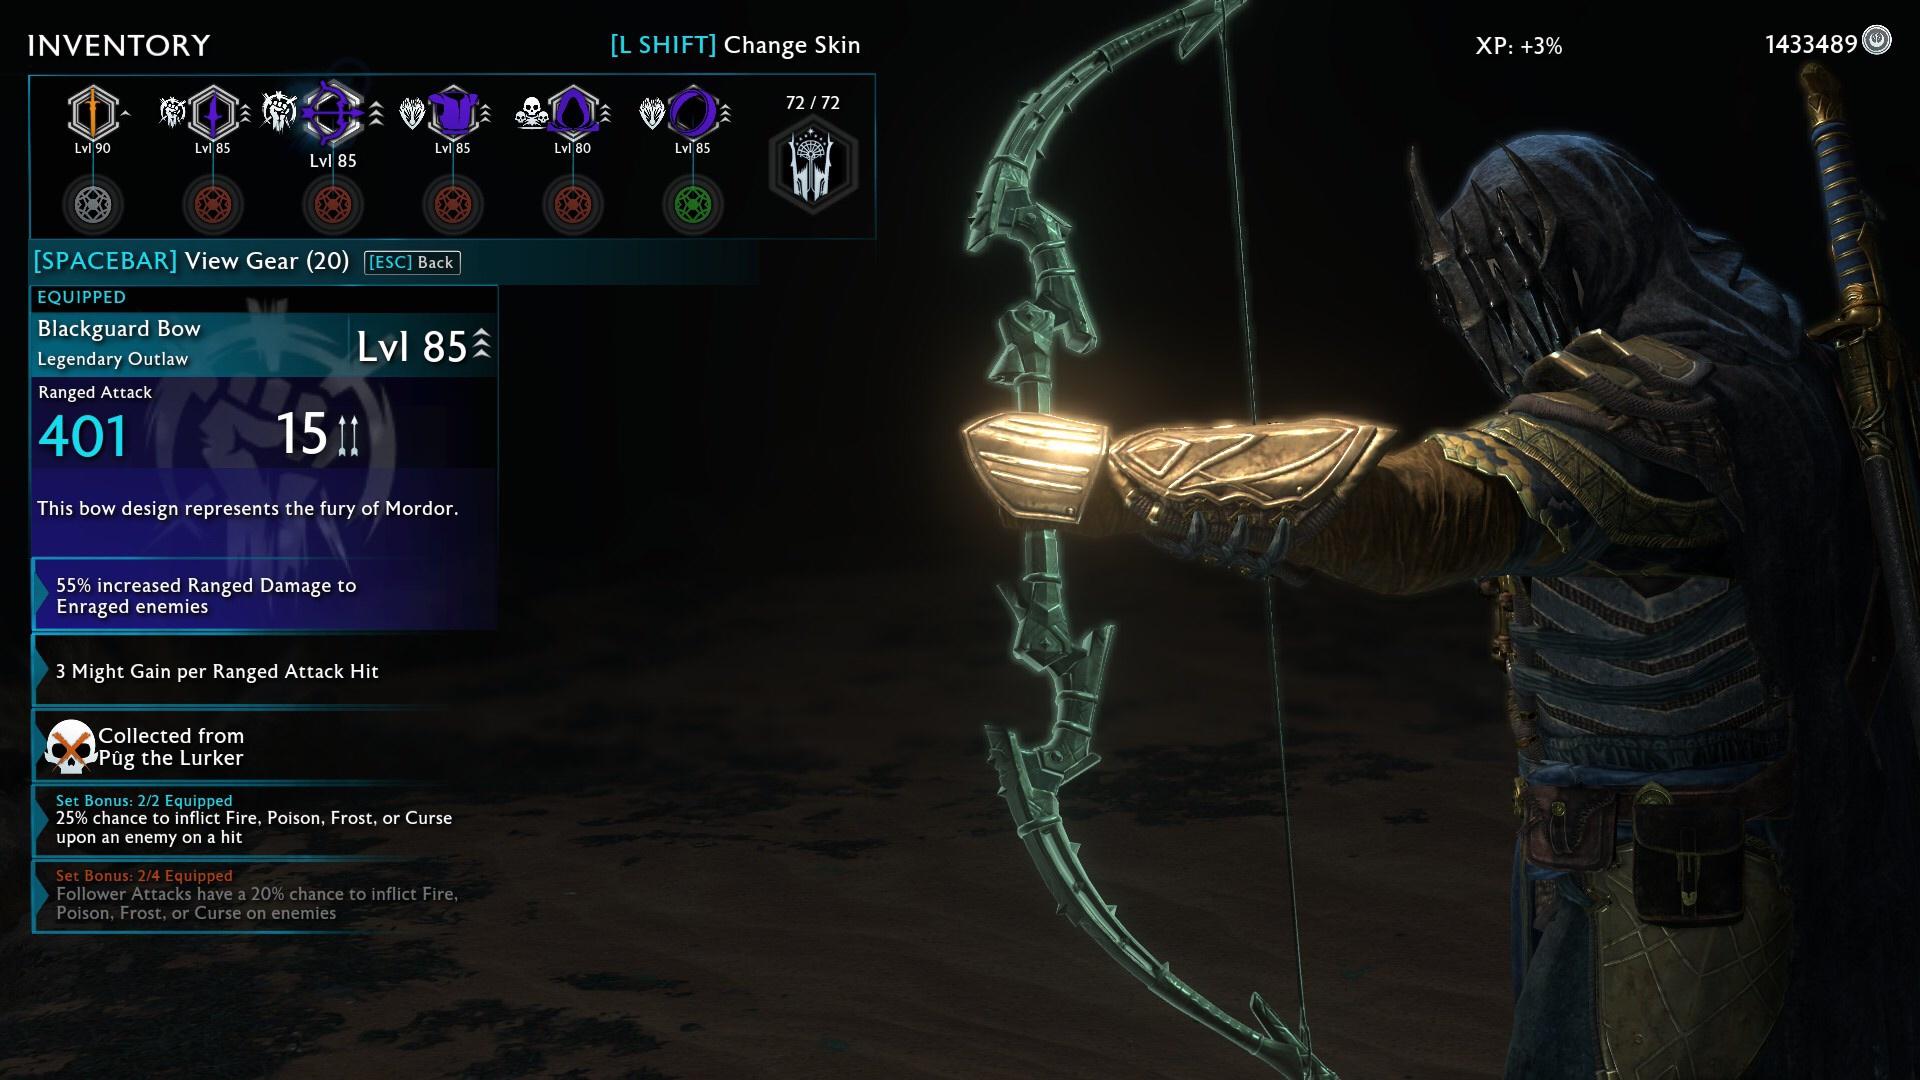 INVENTORY
[L SHIFT] Change Skin
XP: +3%
1433489
72 / 72
Lvl 90
Lvl 85
Lvl 85
Lvl 85
Lvl 80
Lvl 85
[SPACEBAR] View Gear (20) [ESC] Back
EQUIPPED
Blackguard Bow
Legendary Outlaw
Lvl 85
Ranged Attack
401
15
This bow design represents the fury of Mordor.
55% increased Ranged Damage to
Enraged enemies
3 Might Gain per Ranged Attack Hit
Collected from
Pûg the Lurker
Set Bonus: 2/2 Equipped
25% chance to inflict Fire, Poison, Frost, or Curse
upon an enemy on a hit
Set Bonus: 2/4 Equipped
Follower Attacks have a 20% chance to inflict Fire,
Poison, Frost, or Curse on enemies